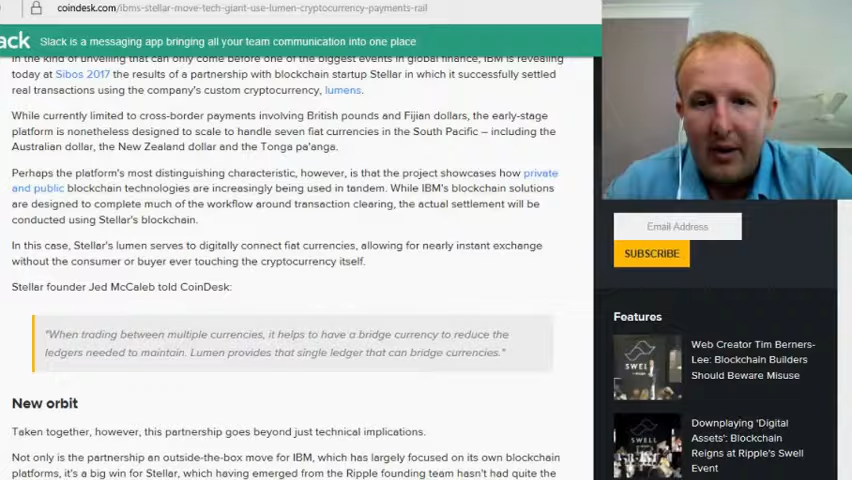 coindesk.com/ibms-stellar-move-tech-giant-use-lumen-cryptocurrency-payments-rail
ack Slack is a messaging app bringing all your team communication into one place
In the kind of unveiling that can only come before one of the biggest events in global finance, IBM is revealing
today at Sibos 2017 the results of a partnership with blockchain startup Stellar in which it successfully settled
real transactions using the company's custom cryptocurrency, lumens.
While currently limited to cross-border payments involving British pounds and Fijian dollars, the early-stage
platform is nonetheless designed to scale to handle seven fiat currencies in the South Pacific – including the
Australian dollar, the New Zealand dollar and the Tonga pa'anga.
Perhaps the platform's most distinguishing characteristic, however, is that the project showcases how private
and public blockchain technologies are increasingly being used in tandem. While IBM's blockchain solutions
are designed to complete much of the workflow around transaction clearing, the actual settlement will be
conducted using Stellar's blockchain.
In this case, Stellar's lumen serves to digitally connect fiat currencies, allowing for nearly instant exchange
without the consumer or buyer ever touching the cryptocurrency itself.
Stellar founder Jed McCaleb told CoinDesk:
"When trading between multiple currencies, it helps to have a bridge currency to reduce the
ledgers needed to maintain. Lumen provides that single ledger that can bridge currencies."
New orbit
Taken together, however, this partnership goes beyond just technical implications.
Not only is the partnership an outside-the-box move for IBM, which has largely focused on its own blockchain
platforms, it's a big win for Stellar, which having emerged from the Ripple founding team hasn't had quite the
Email Address
SUBSCRIBE
Features
SWELL
Web Creator Tim Berners-
Lee: Blockchain Builders
Should Beware Misuse
SWELL
Downplaying 'Digital
Assets': Blockchain
Reigns at Ripple's Swell
Event